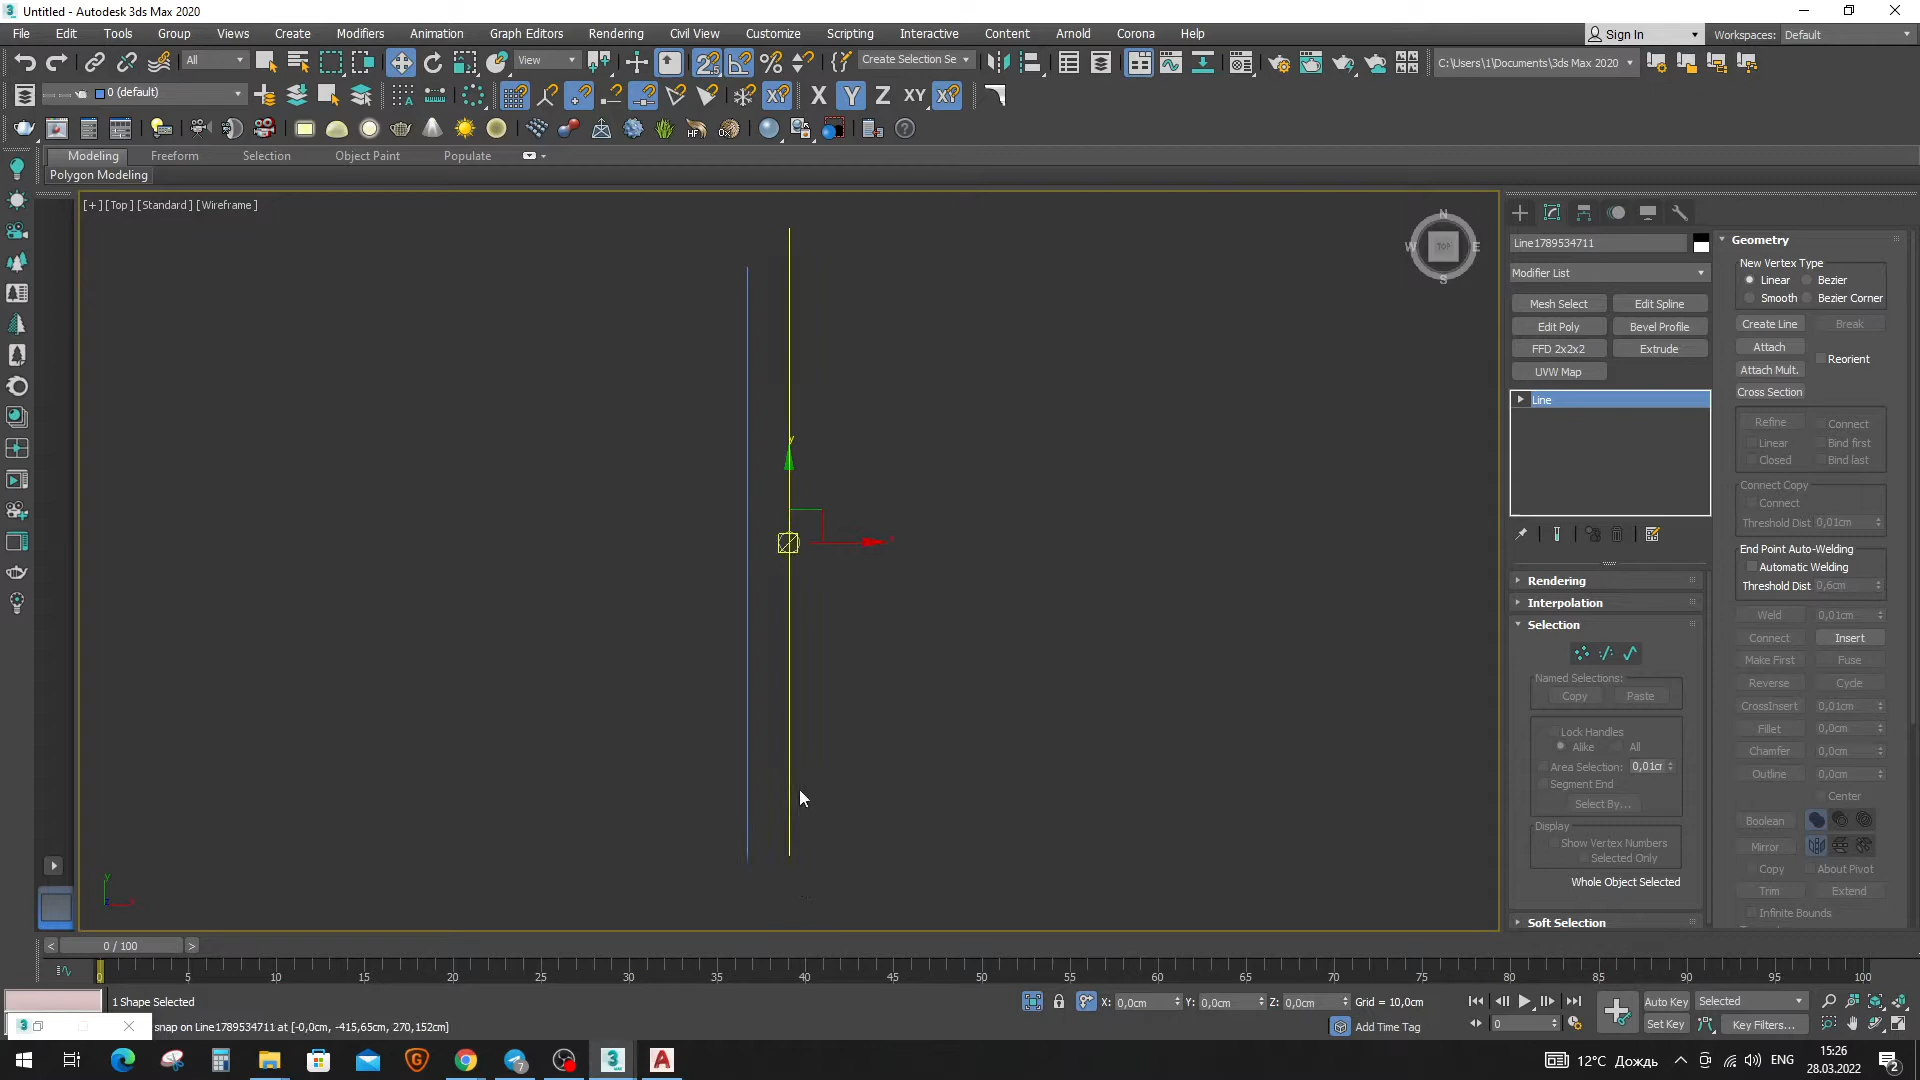 Untitled - Autodesk 3ds Max 2020
File Edit Tools Group Views Create Modifiers Animation Graph Editors Rendering Civil View Customize Scripting Interactive Content Arnold Corona Help Sign In Workspaces: Default
All View Create Selection Se C:\Users\1\Documents\3ds Max 2020
0 (default) X Y Z XY XY
Modeling Freeform Selection Object Paint Populate
Polygon Modeling
[+] [Top] [Standard] [Wireframe]
N
W TOP E
S
Line1789534711
Modifier List
Mesh Select Edit Spline
Edit Poly Bevel Profile
FFD 2x2x2 Extrude
UVW Map
Line
Rendering
Interpolation
Selection
Named Selections:
Copy Paste
Lock Handles
Alike All
Area Selection: 0,01cr
Segment End
Select By...
Display
Show Vertex Numbers
Selected Only
Whole Object Selected
Soft Selection
Geometry
New Vertex Type
Linear Bezier
Smooth Bezier Corner
Create Line Break
Attach
Reorient
Attach Mult.
Cross Section
Refine Connect
Linear Bind first
Closed Bind last
Connect Copy
Connect
Threshold Dist 0,01cm
End Point Auto-Welding
Automatic Welding
Threshold Dist 0,6cm
Weld 0,01cm
Connect Insert
Make First Fuse
Reverse Cycle
CrossInsert 0,01cm
Fillet 0,0cm
Chamfer 0,0cm
Outline 0,0cm
Center
Boolean
Mirror
Copy About Pivot
Trim Extend
Infinite Bounds
y
x
y
x
< 0 / 100 >
0 5 10 15 20 25 30 35 40 45 50 55 60 65 70 75 80 85 90 95 100
1 Shape Selected X: 0,0cm Y: 0,0cm Z: 0,0cm Grid = 10,0cm Auto Key Selected
snap on Line1789534711 at [-0,0cm, -415,65cm, 270,152cm] Add Time Tag 0 Set Key Key Filters...
12°C Дождь ENG 15:26
28.03.2022